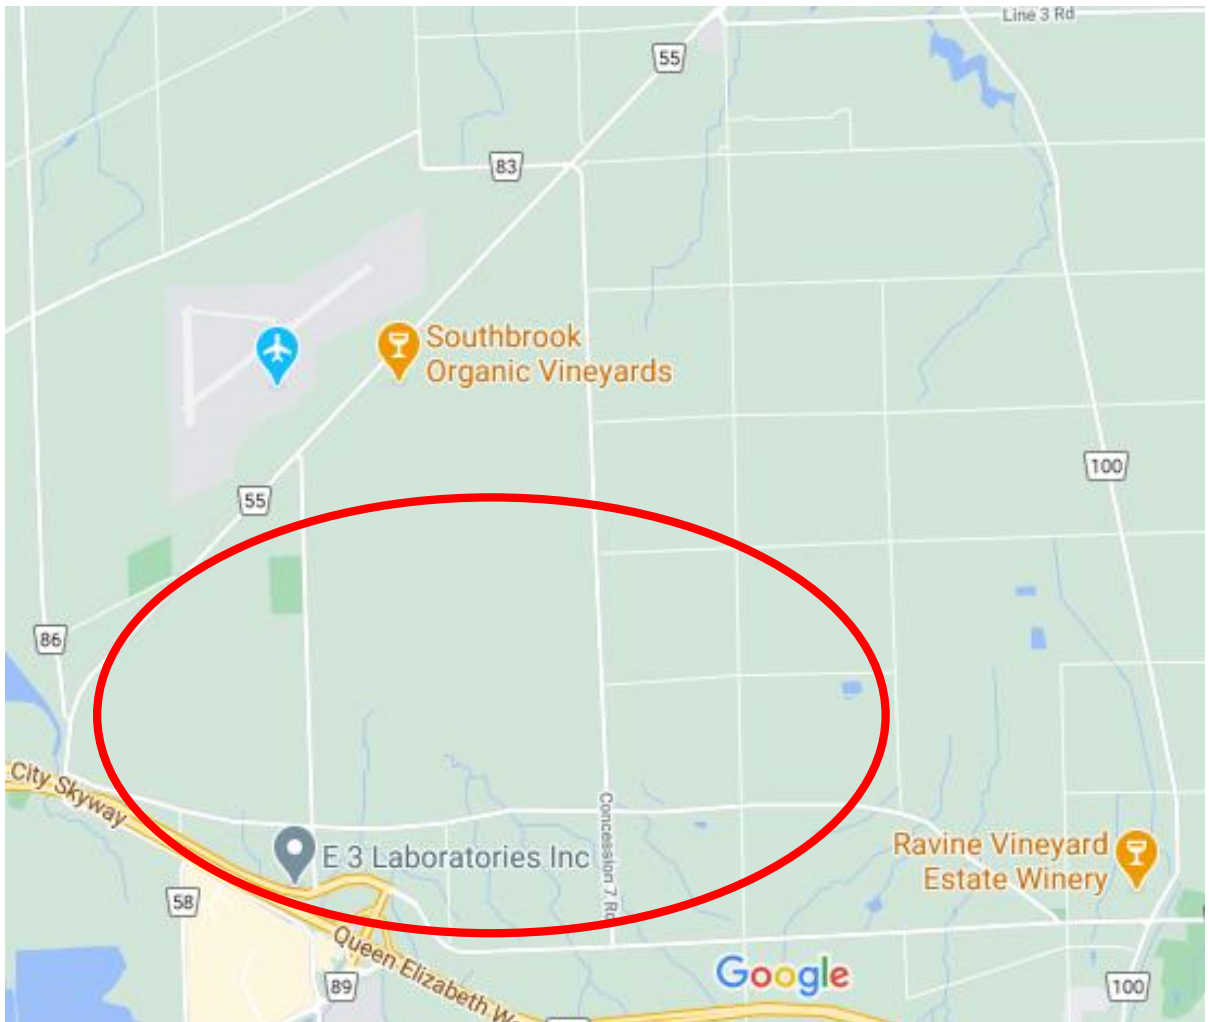 Line 3 Rd
55
83
Southbrook
Organic Vineyards
100
55
86
City Skyway
Concession 7 Rd
E 3 Laboratories Inc
Ravine Vineyard
Estate Winery
58
Queen Elizabeth W
Google
89
100